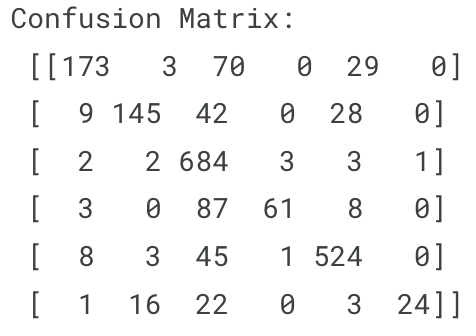 Confusion Matrix:
[[173 3 70 0 29 0]
[ 9 145 42 0 28 0]
[ 2 2 684 3 3 1]
[ 3 0 87 61 8 0]
[ 8 3 45 1 524 0]
[ 1 16 22 0 3 24]]